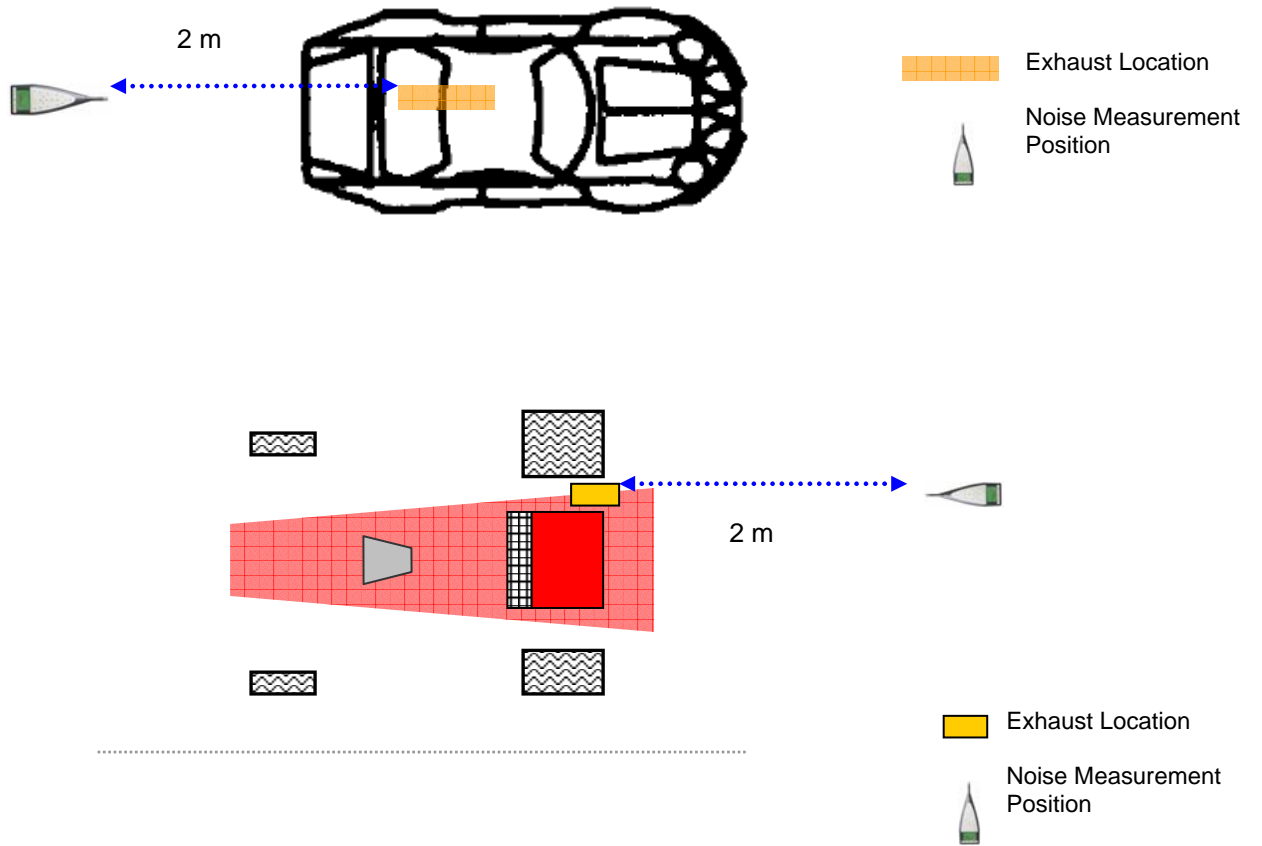 2 m
Exhaust Location
Noise Measurement
Position
2 m
Exhaust Location
Noise Measurement
Position